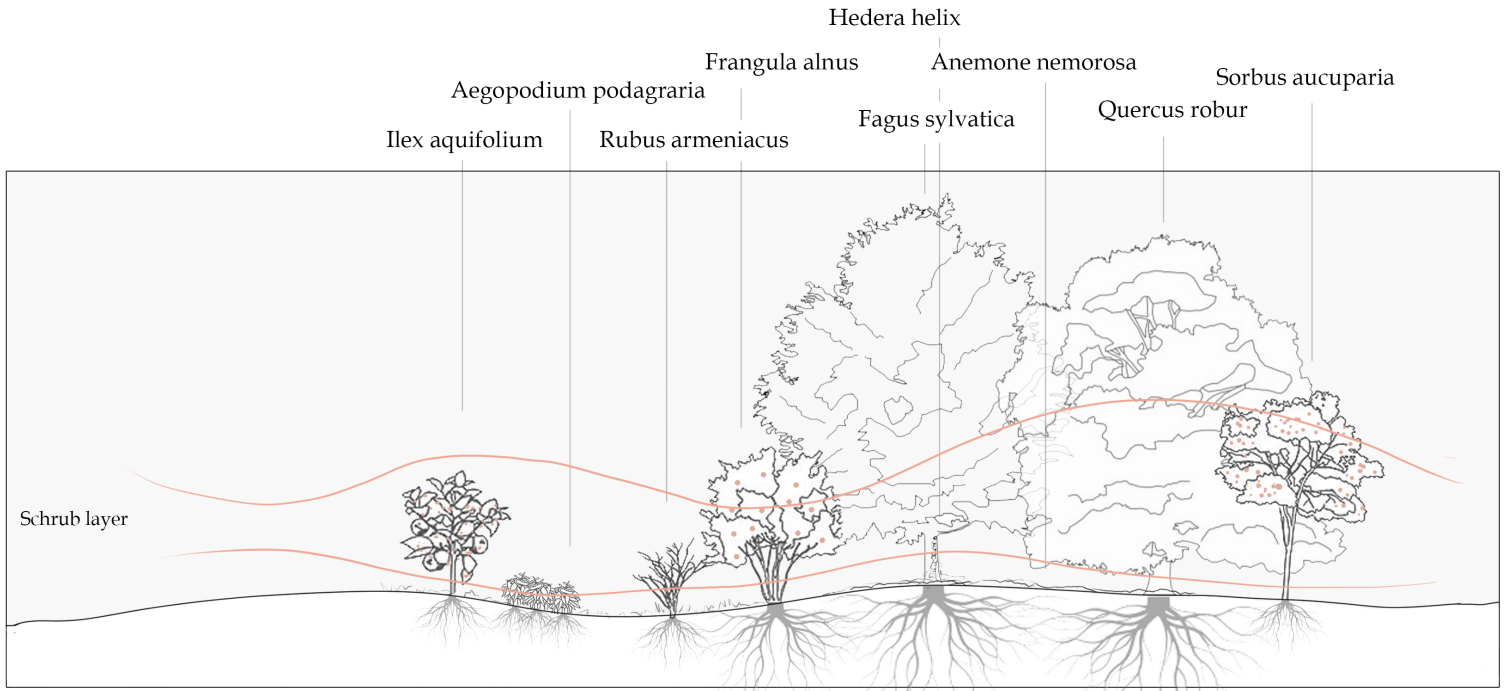 Hedera helix
Frangula alnus
Anemone nemorosa
Sorbus aucuparia
Aegopodium podagraria
Quercus robur
Fagus sylvatica
Ilex aquifolium
Rubus armeniacus
Schrub layer